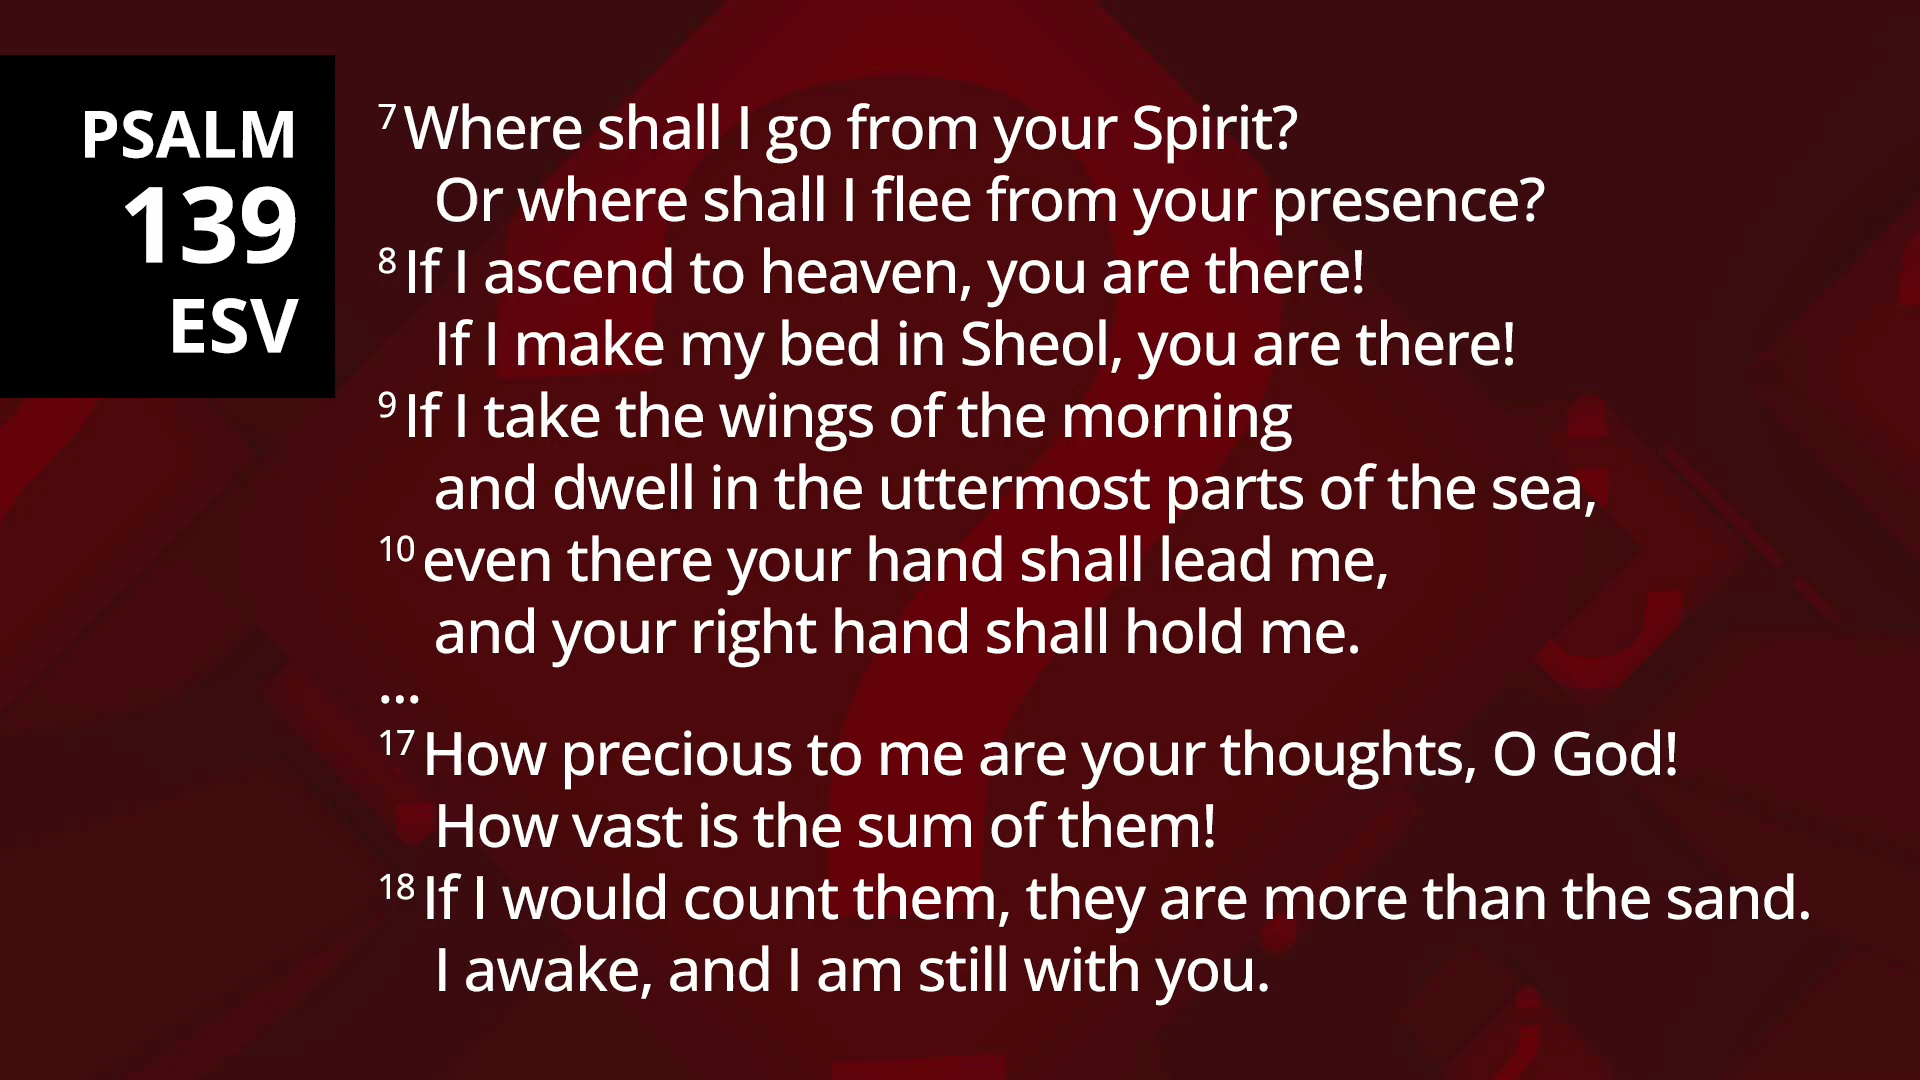 PSALM
139
ESV
7 Where shall I go from your Spirit?
Or where shall I flee from your presence?
8 If I ascend to heaven, you are there!
If I make my bed in Sheol, you are there!
9 If I take the wings of the morning
and dwell in the uttermost parts of the sea,
10 even there your hand shall lead me,
and your right hand shall hold me.
...
17 How precious to me are your thoughts, O God!
How vast is the sum of them!
18 If I would count them, they are more than the sand.
I awake, and I am still with you.